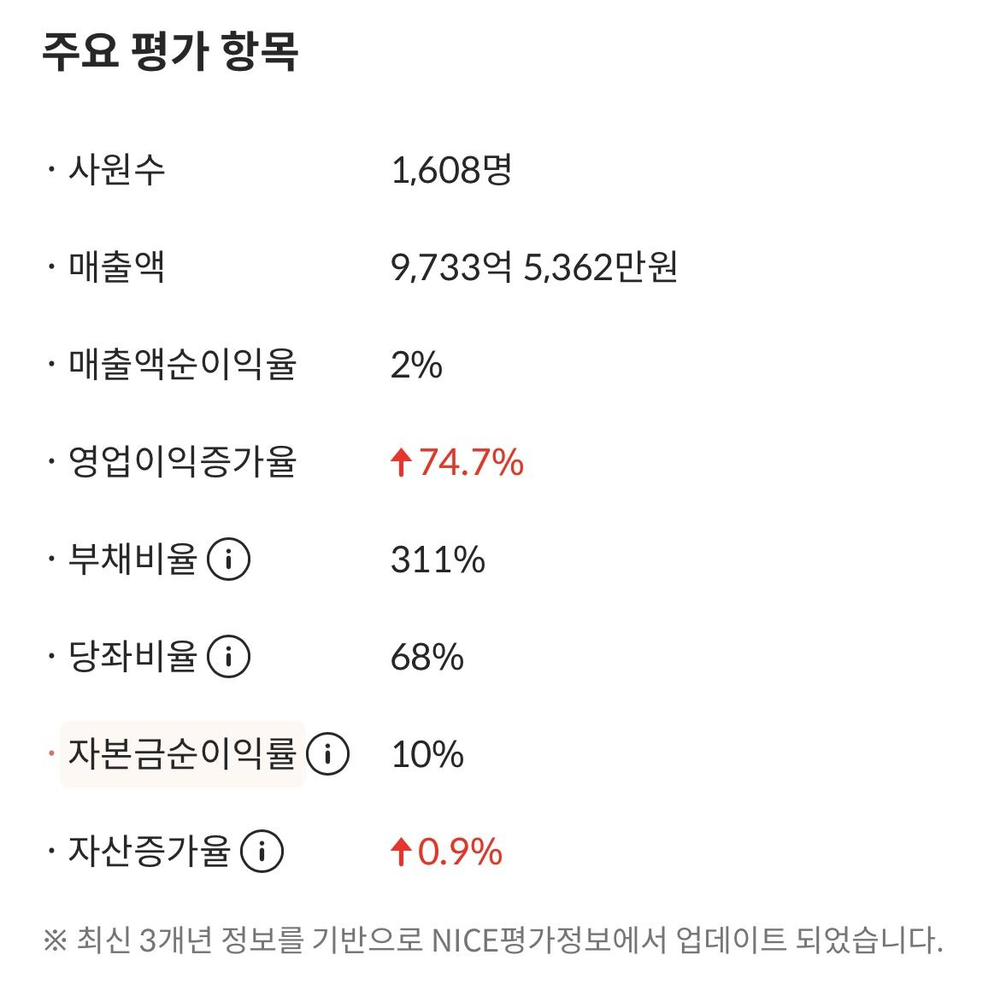 주요 평가 항목
· 사원수 1,608명
· 매출액 9,733억 5,362만원
· 매출액순이익율 2%
· 영업이익증가율 74.7%
· 부채비율 311%
· 당좌비율 68%
· 자본금순이익률 10%
· 자산증가율 0.9%
※ 최신 3개년 정보를 기반으로 NICE평가정보에서 업데이트 되었습니다.